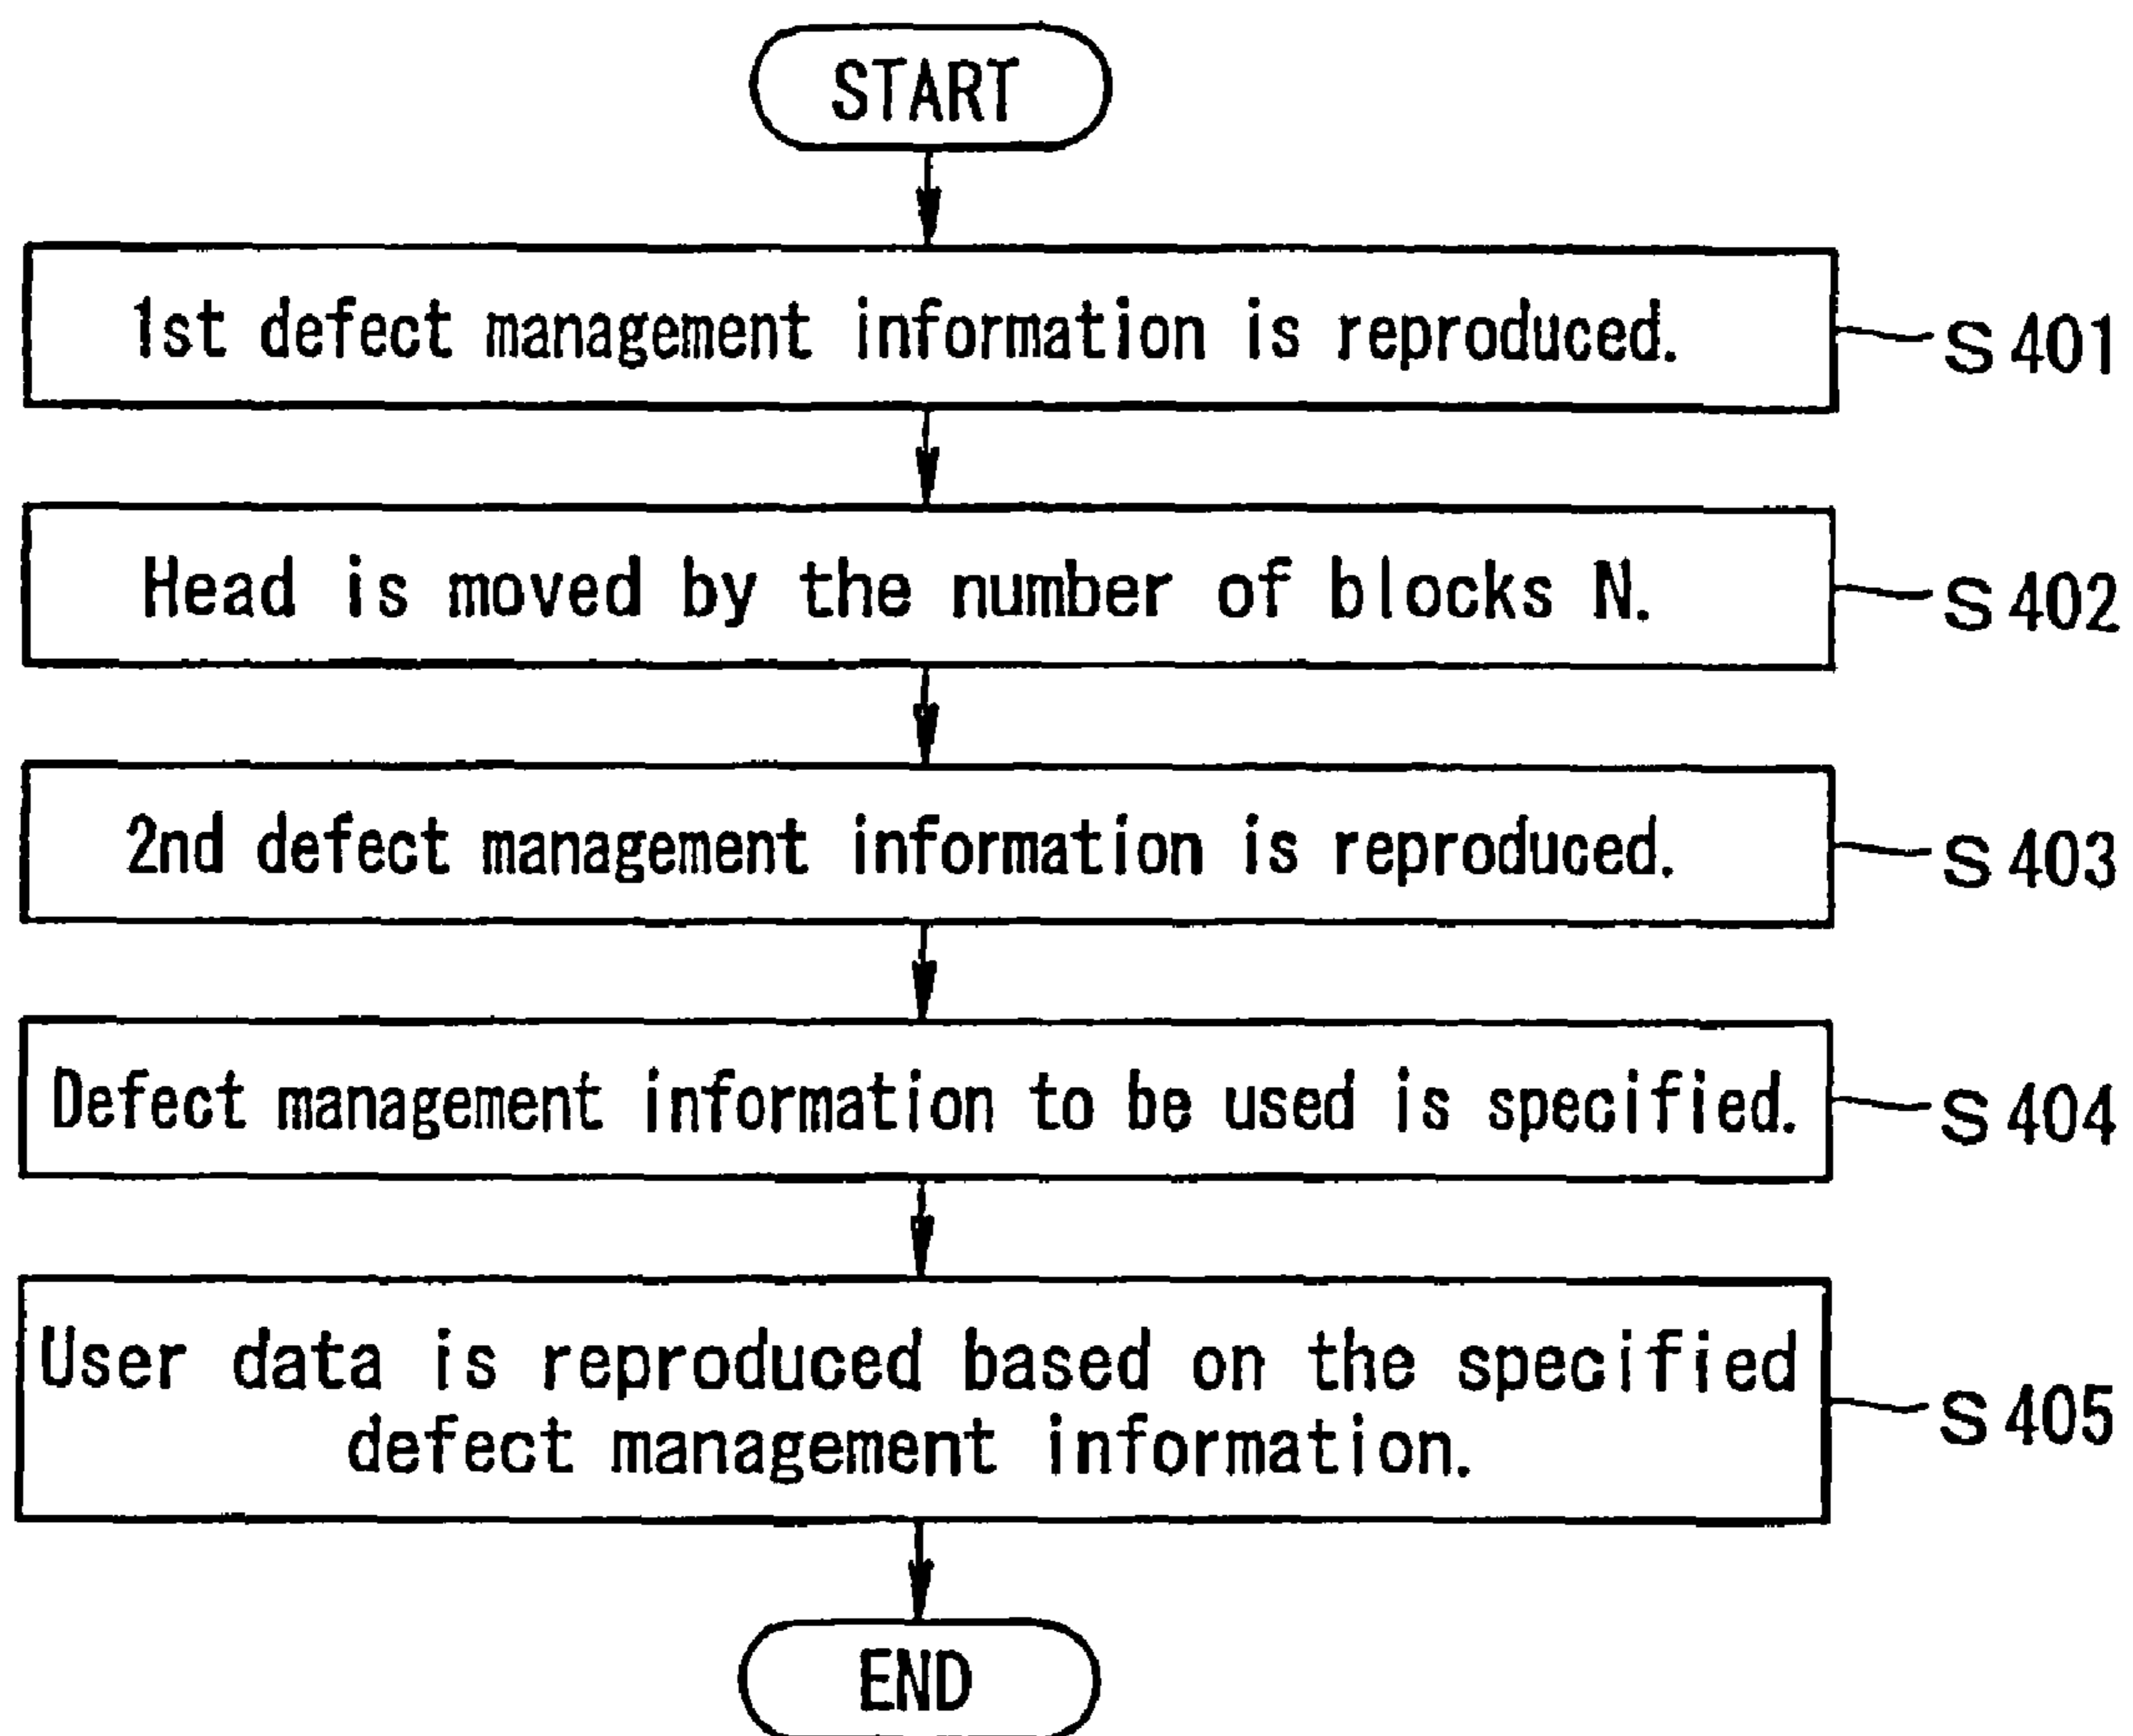 START
1st defect management information is reproduced.
S401
Head is moved by the number of blocks N.
S402
2nd defect management information is reproduced.
S403
Defect management information to be used is specified.
S404
User data is reproduced based on the specified
defect management information.
S405
END